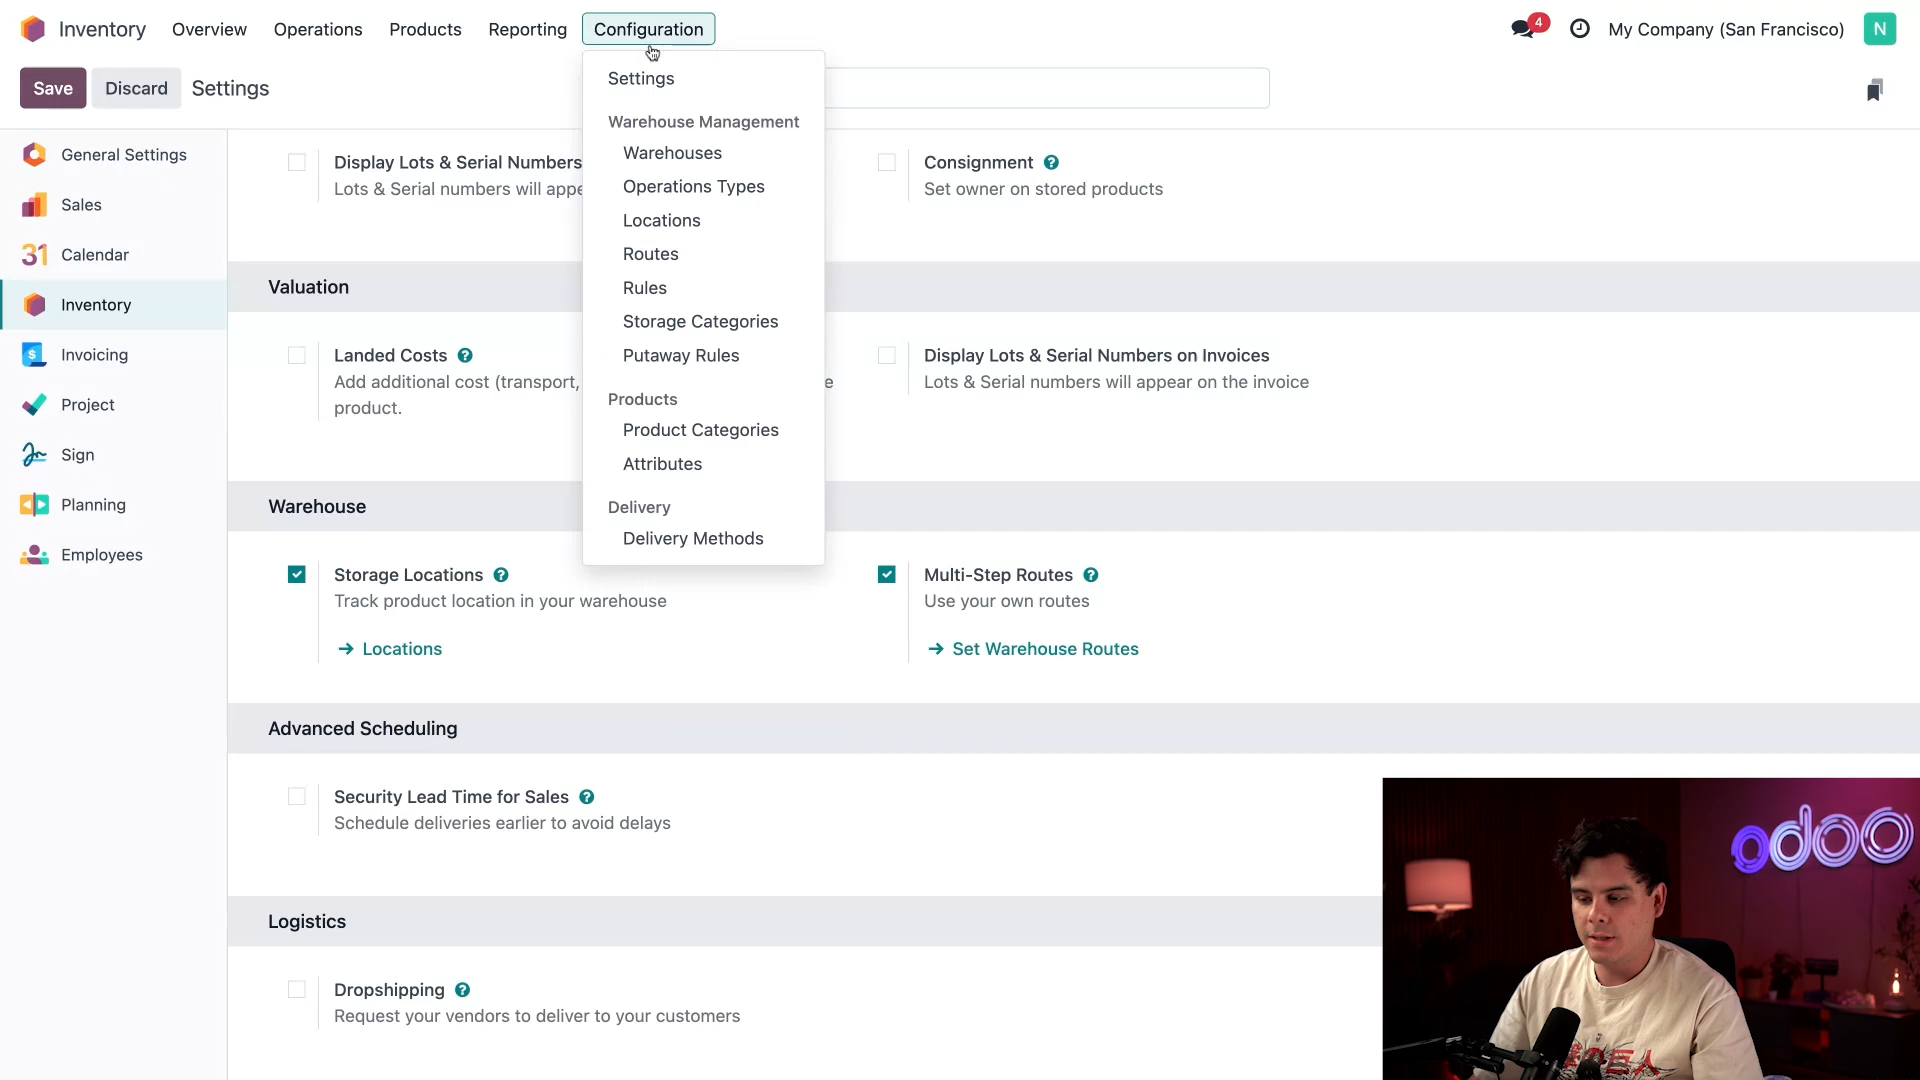 Inventory Overview Operations Products Reporting Configuration 4 My Company (San Francisco) N
Save Discard Settings
Settings
Warehouse Management
Warehouses
Operations Types
Locations
Routes
Rules
Storage Categories
Putaway Rules
Products
Product Categories
Attributes
Delivery
Delivery Methods
General Settings
Sales
31 Calendar
Inventory
$ Invoicing
Project
Sign
Planning
Employees
Display Lots & Serial Numbers
Lots & Serial numbers will appe
Consignment ?
Set owner on stored products
Valuation
Landed Costs ?
Add additional cost (transport, e
product.
Display Lots & Serial Numbers on Invoices
Lots & Serial numbers will appear on the invoice
Warehouse
Storage Locations ?
Track product location in your warehouse
→ Locations
Multi-Step Routes ?
Use your own routes
→ Set Warehouse Routes
Advanced Scheduling
Security Lead Time for Sales ?
Schedule deliveries earlier to avoid delays
Logistics
Dropshipping ?
Request your vendors to deliver to your customers
odoo